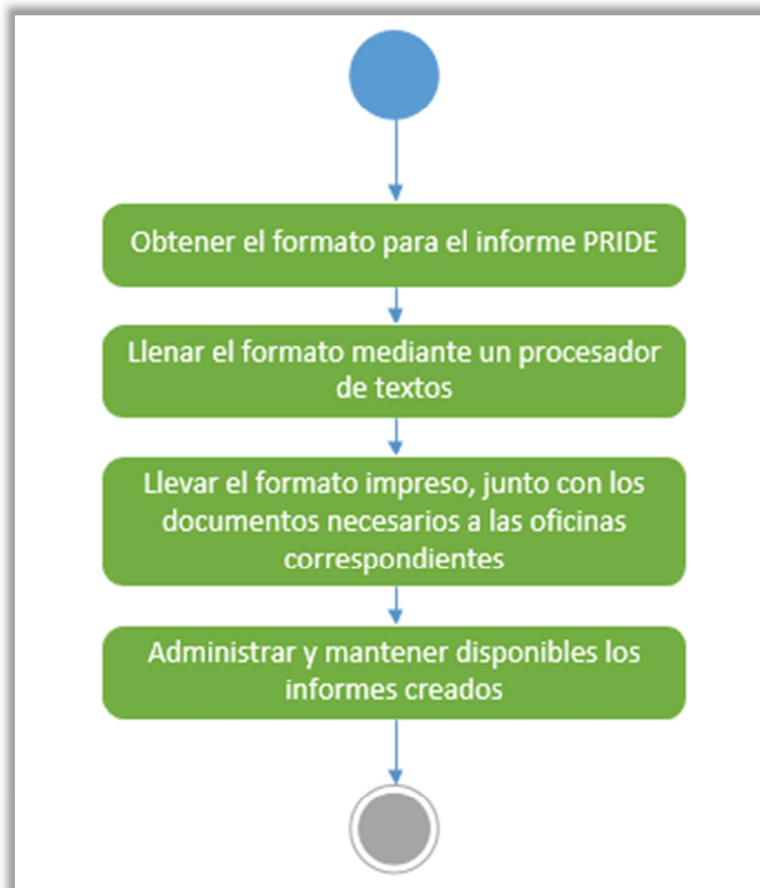 Obtener el formato para el informe PRIDE
Llenar el formato mediante un procesador
de textos
Llevar el formato impreso, junto con los
documentos necesarios a las oficinas
correspondientes
Administrar y mantener disponibles los
informes creados